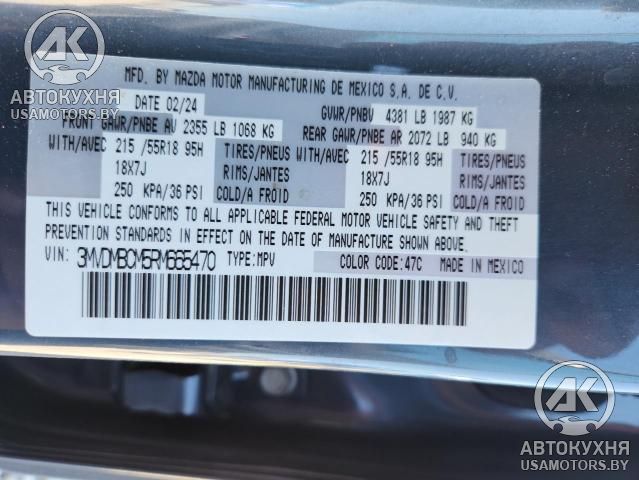 AK
АВТОКУХНЯ
USAMOTORS.BY
MFD. BY MAZDA MOTOR MANUFACTURING DE MEXICO S.A. DE C.V.
DATE 02/24 GVWR/PNBV 4381 LB 1987 KG
FRONT GAWR/PNBE AV 2355 LB 1068 KG REAR GAWR/PNBE AR 2072 LB 940 KG
WITH/AVEC 215 /55R18 95H TIRES/PNEUS WITH/AVEC 215 /55R18 95H TIRES/PNEUS
18X7J RIMS/JANTES 18X7J RIMS/JANTES
250 KPA/36 PSI COLD/A FROID 250 KPA/36 PSI COLD/A FROID
THIS VEHICLE CONFORMS TO ALL APPLICABLE FEDERAL MOTOR VEHICLE SAFETY AND THEFT
PREVENTION STANDARDS IN EFFECT ON THE DATE OF MANUFACTURE SHOWN ABOVE.
VIN: 3MVDMBCM5RM665470 TYPE:MPV COLOR CODE:47C MADE IN MEXICO
AK
АВТОКУХНЯ
USAMOTORS.BY